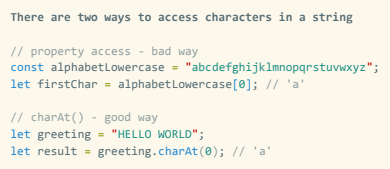 There are two ways to access characters in a string
// property access - bad way
const alphabetLowercase = "abcdefghijklmnopqrstuvwxyz";
let firstChar = alphabetLowercase[0]; // 'a'
// charAt() - good way
let greeting = "HELLO WORLD";
let result = greeting.charAt(0); // 'a'